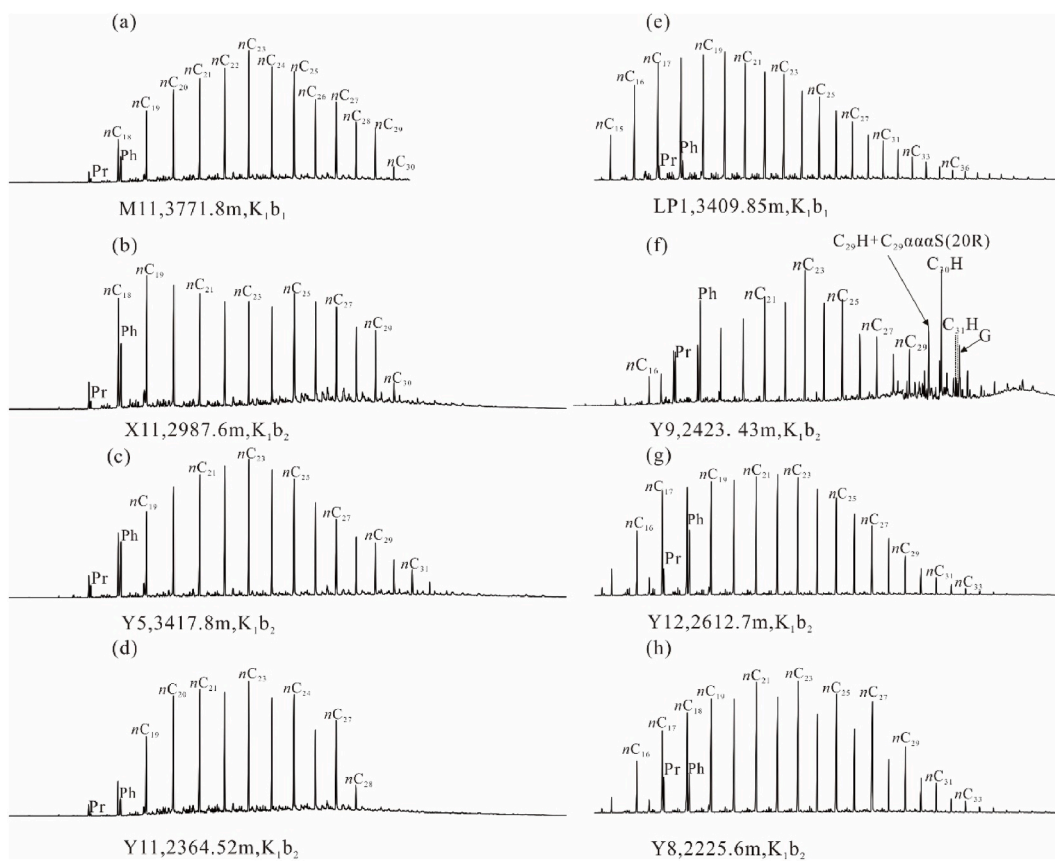 (a)
nC₂₃
nC₂₂
nC₂₄
nC₂₁
nC₂₅
nC₂₀
nC₁₉
nC₂₆
nC₂₇
nC₂₈
nC₂₉
nC₁₈
Ph
Pr
nC₃₀
M11,3771.8m,K₁b₁
(b)
nC₁₉
nC₁₈
nC₂₁
nC₂₃
nC₂₅
nC₂₇
nC₂₉
Ph
Pr
nC₃₀
X11,2987.6m,K₁b₂
(c)
nC₂₃
nC₂₁
nC₂₅
nC₁₉
nC₂₇
Ph
nC₂₉
Pr
nC₃₁
Y5,3417.8m,K₁b₂
(d)
nC₂₃
nC₂₀
nC₂₁
nC₂₄
nC₁₉
nC₂₇
Ph
Pr
nC₂₈
Y11,2364.52m,K₁b₂
(e)
nC₁₉
nC₁₇
nC₂₁
nC₂₃
nC₁₆
nC₂₅
nC₁₅
nC₂₇
Ph
Pr
nC₃₁
nC₃₃
nC₃₆
LP1,3409.85m,K₁b₁
(f)
C₂₉H+C₂₉αααS(20R)
nC₂₃
C₃₀H
Ph
nC₂₁
nC₂₅
C₃₁H
G
nC₂₇
Pr
nC₂₉
nC₁₆
Y9,2423. 43m,K₁b₂
(g)
nC₁₉
nC₂₁
nC₂₃
nC₁₇
nC₂₅
nC₁₆
Ph
nC₂₇
Pr
nC₂₉
nC₃₁
nC₃₃
Y12,2612.7m,K₁b₂
(h)
nC₂₁
nC₂₃
nC₁₉
nC₂₅
nC₂₇
nC₁₈
nC₁₇
nC₁₆
nC₂₉
Pr
Ph
nC₃₁
nC₃₃
Y8,2225.6m,K₁b₂